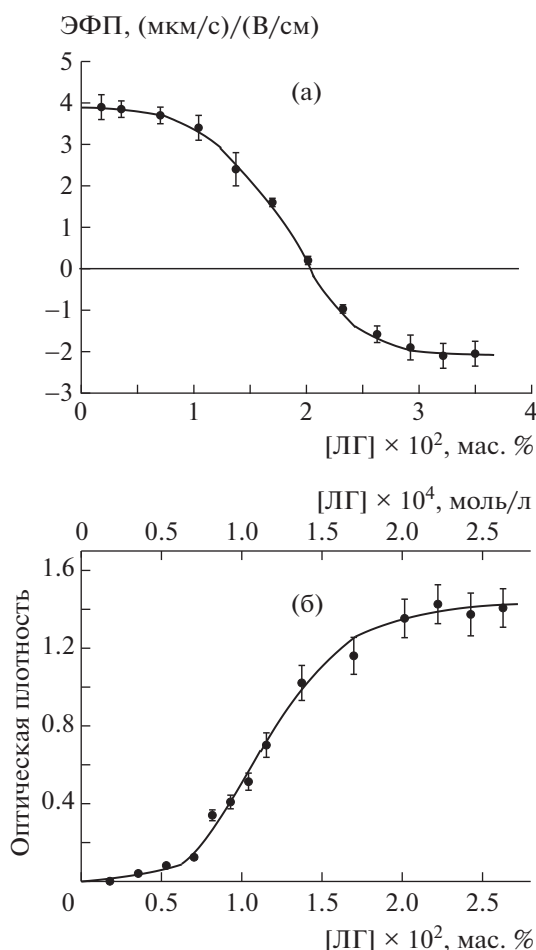 ЭФП, (мкм/с)/(В/см)
(а)
5
4
3
2
1
0
–1
–2
–3
0 1 2 3 4
[ЛГ] × 10², мас. %
[ЛГ] × 10⁴, моль/л
0 0.5 1.0 1.5 2.0 2.5
(б)
Оптическая плотность
1.6
1.2
0.8
0.4
0 0.5 1.0 1.5 2.0 2.5
[ЛГ] × 10², мас. %